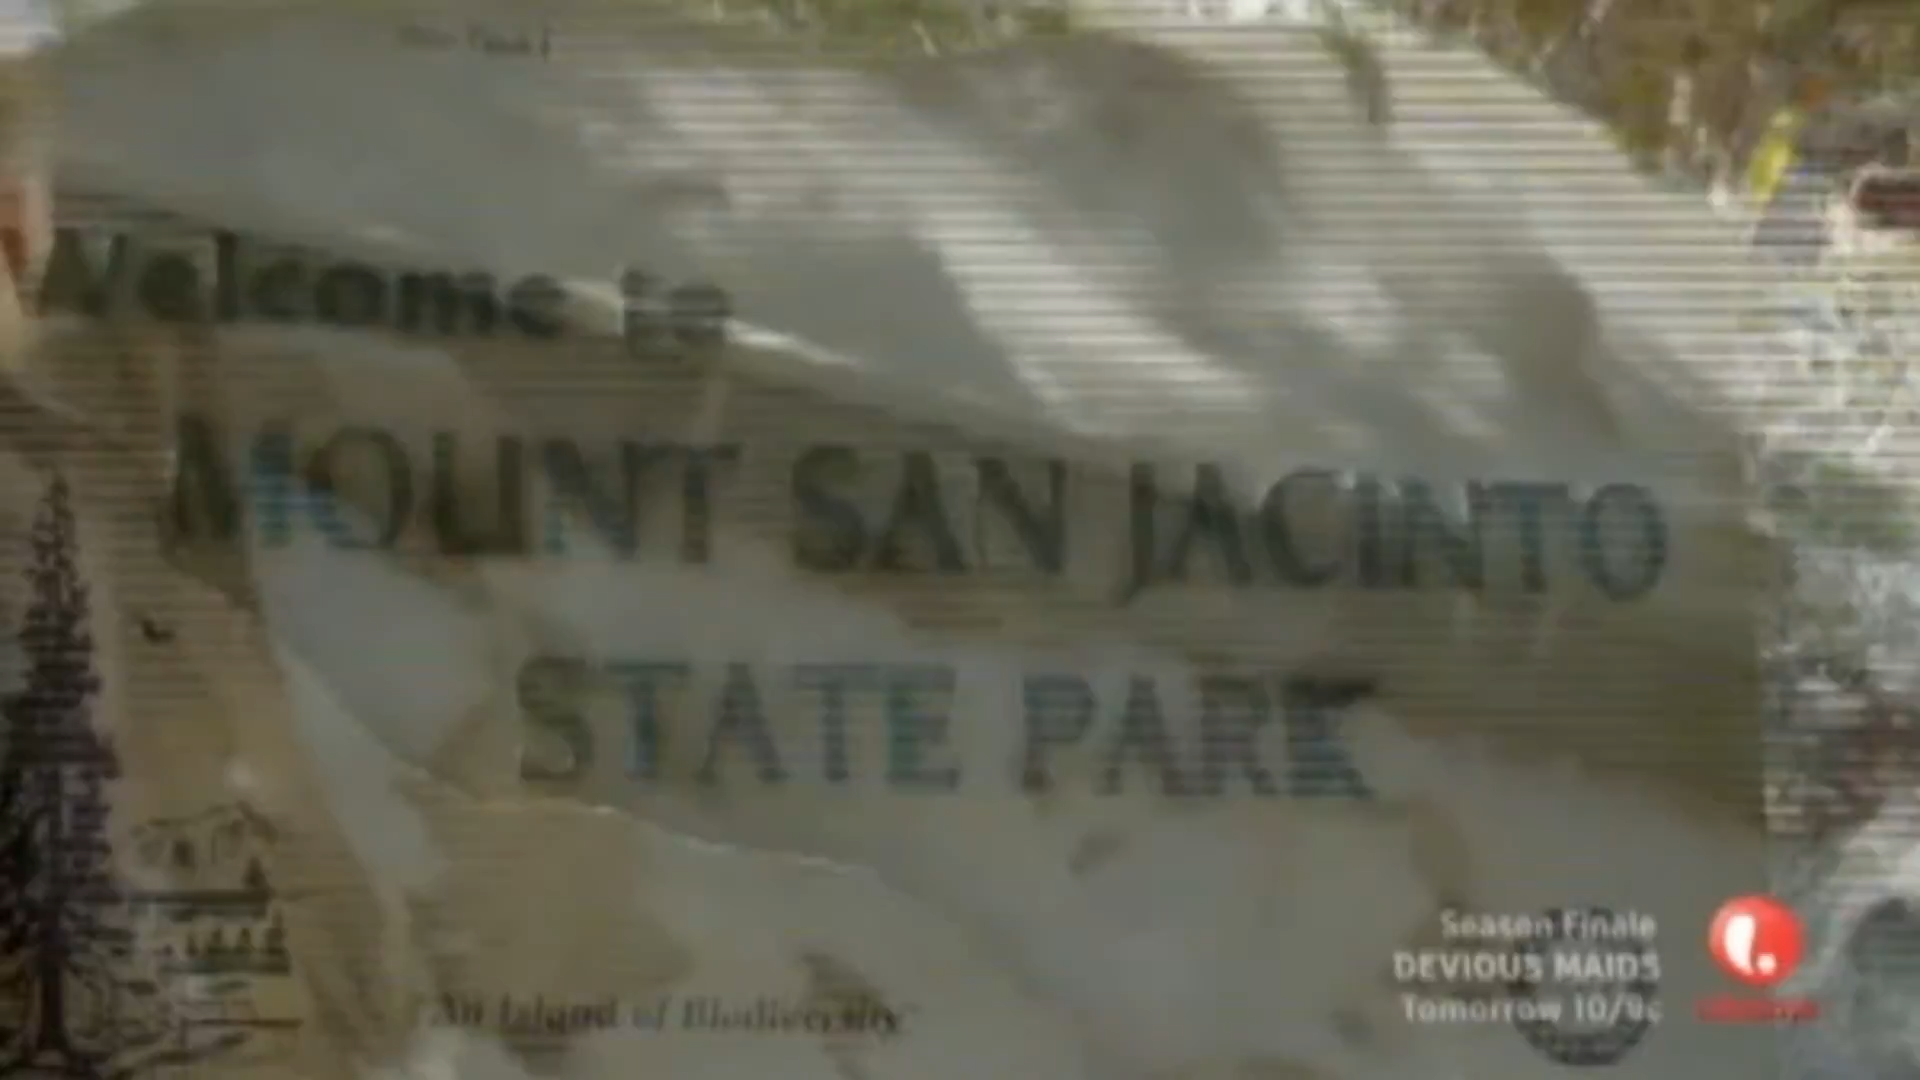 Welcome to
MOUNT SAN JACINTO
STATE PARK
An Island of Biodiversity
Season Finale
DEVIOUS MAIDS
Tomorrow 10/9c